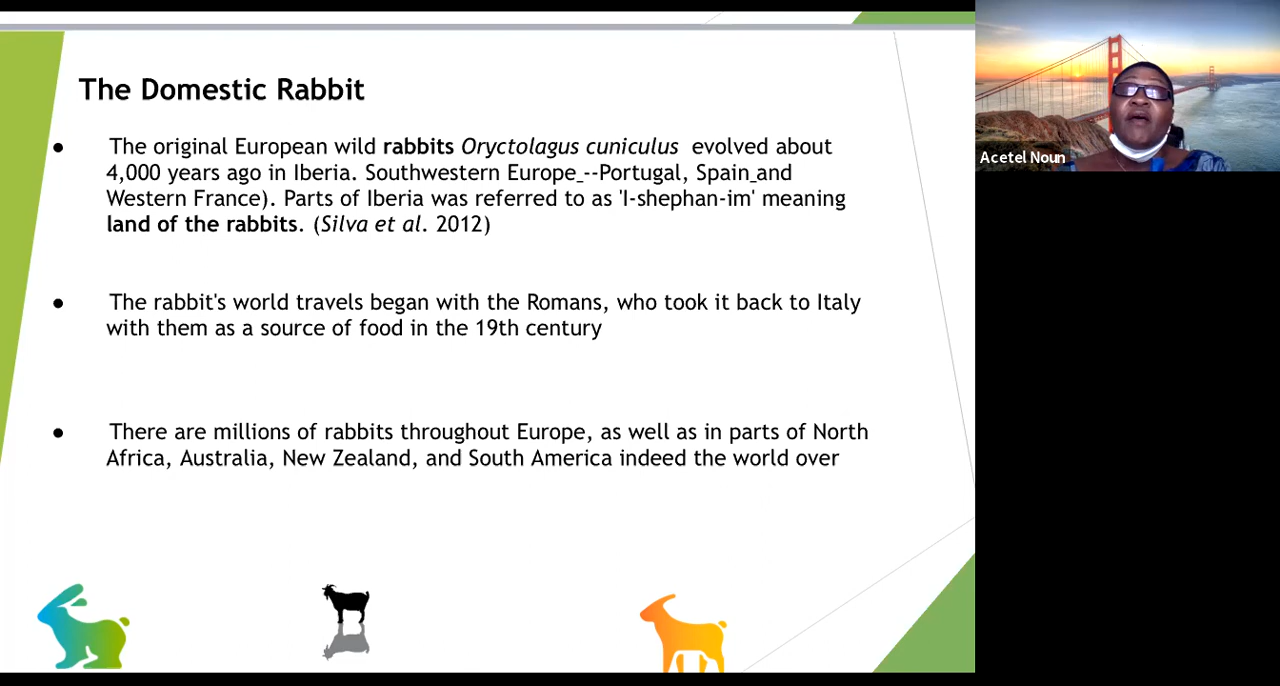 The Domestic Rabbit
● The original European wild rabbits Oryctolagus cuniculus evolved about
4,000 years ago in Iberia. Southwestern Europe_--Portugal, Spain_and
Western France). Parts of Iberia was referred to as 'I-shephan-im' meaning
land of the rabbits. (Silva et al. 2012)
● The rabbit's world travels began with the Romans, who took it back to Italy
with them as a source of food in the 19th century
● There are millions of rabbits throughout Europe, as well as in parts of North
Africa, Australia, New Zealand, and South America indeed the world over
Acetel Noun